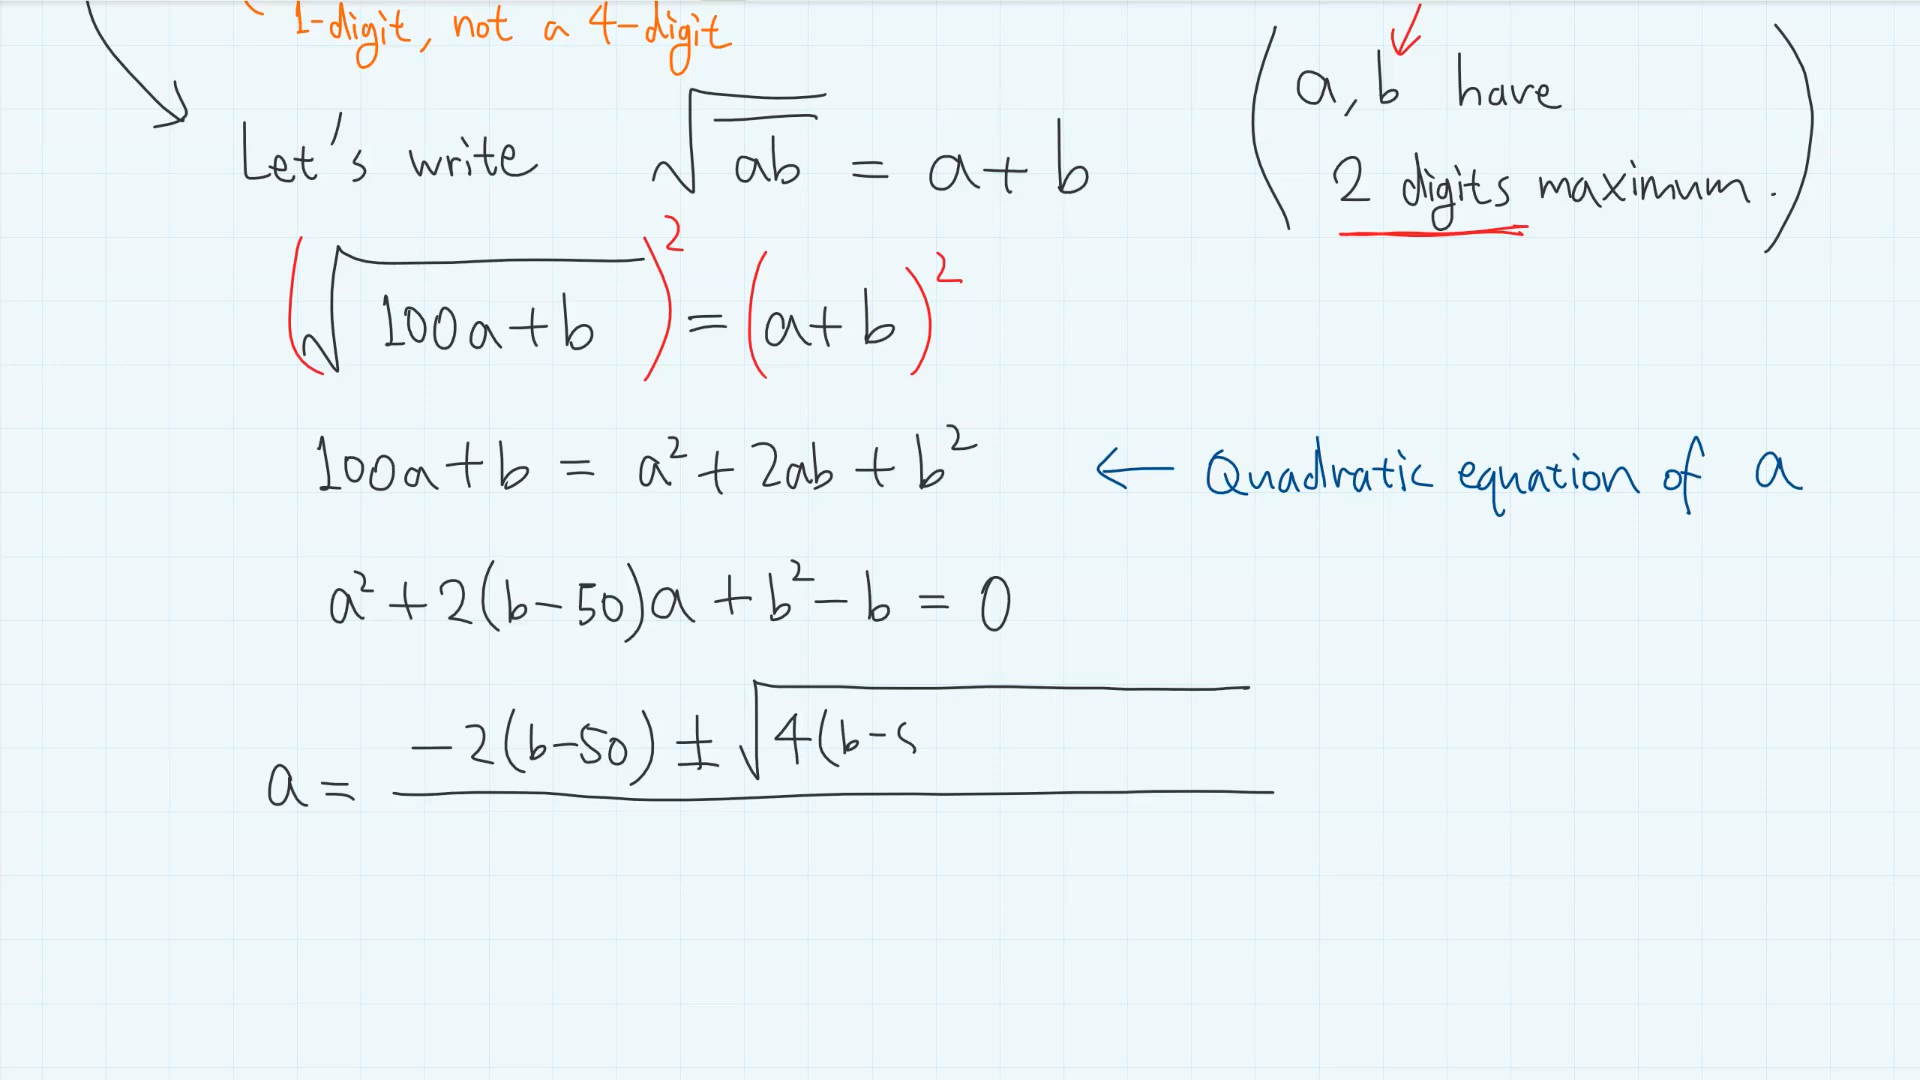 1-digit, not a 4-digit
a, b have
2 digits maximum.
Let's write √(a̅b̅) = a+b
(√(100a+b))² = (a+b)²
100a+b = a²+2ab+b² ← Quadratic equation of a
a²+2(b-50)a+b²-b = 0
a = -2(b-50) ± √4(b-5